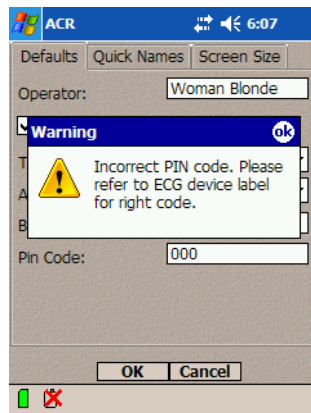 ACR 6:07
Defaults Quick Names Screen Size
Operator: Woman Blonde
Warning ok
Incorrect PIN code. Please
refer to ECG device label
for right code.
T
A
B
Pin Code: 000
OK Cancel